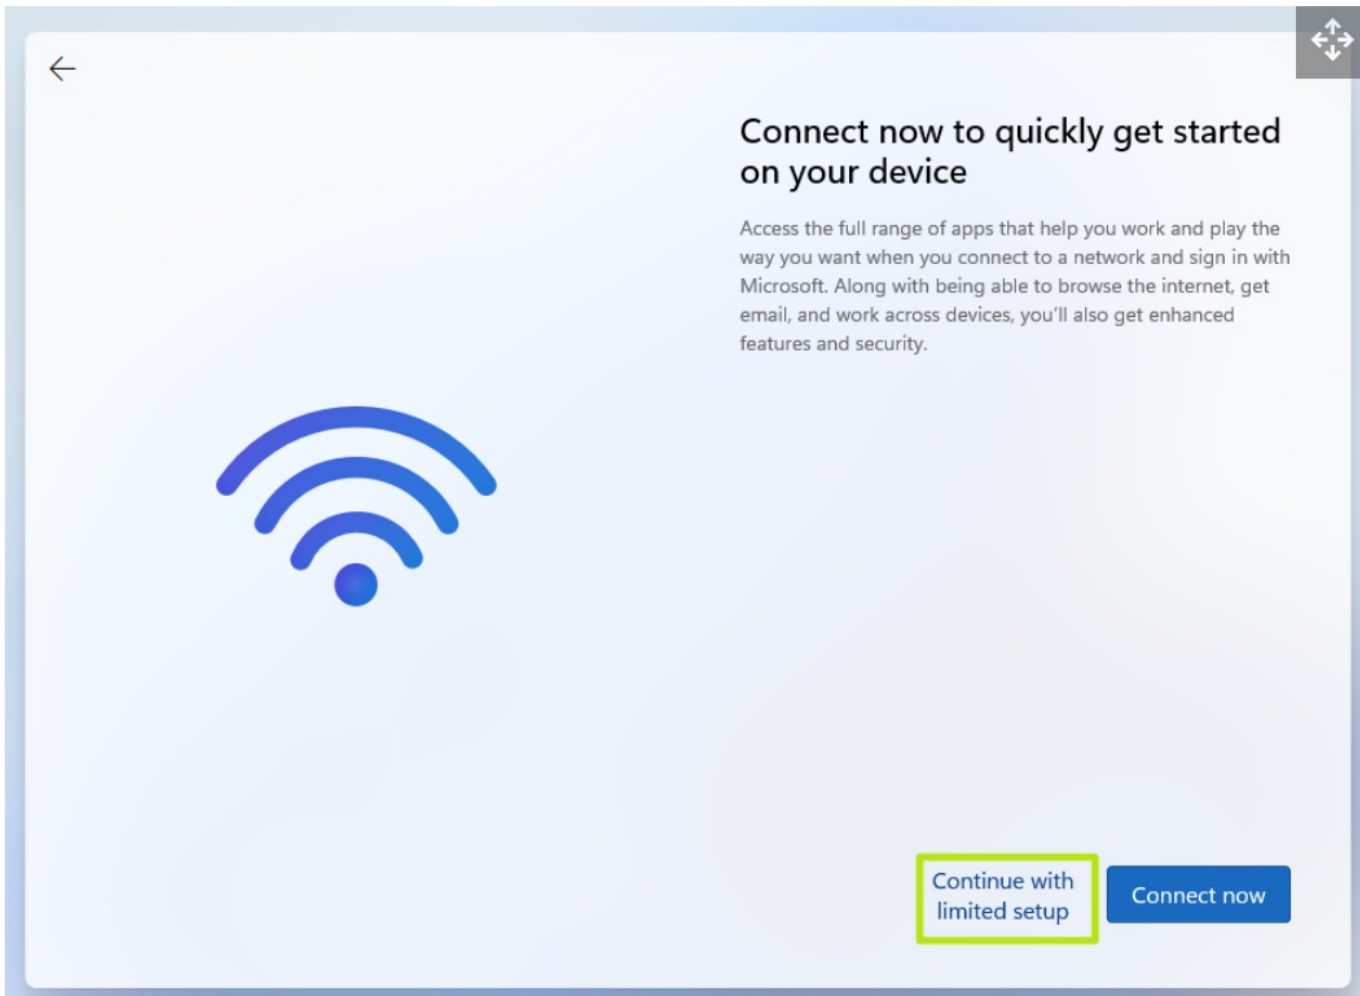 Connect now to quickly get started
on your device
Access the full range of apps that help you work and play the
way you want when you connect to a network and sign in with
Microsoft. Along with being able to browse the internet, get
email, and work across devices, you'll also get enhanced
features and security.
Continue with
limited setup
Connect now